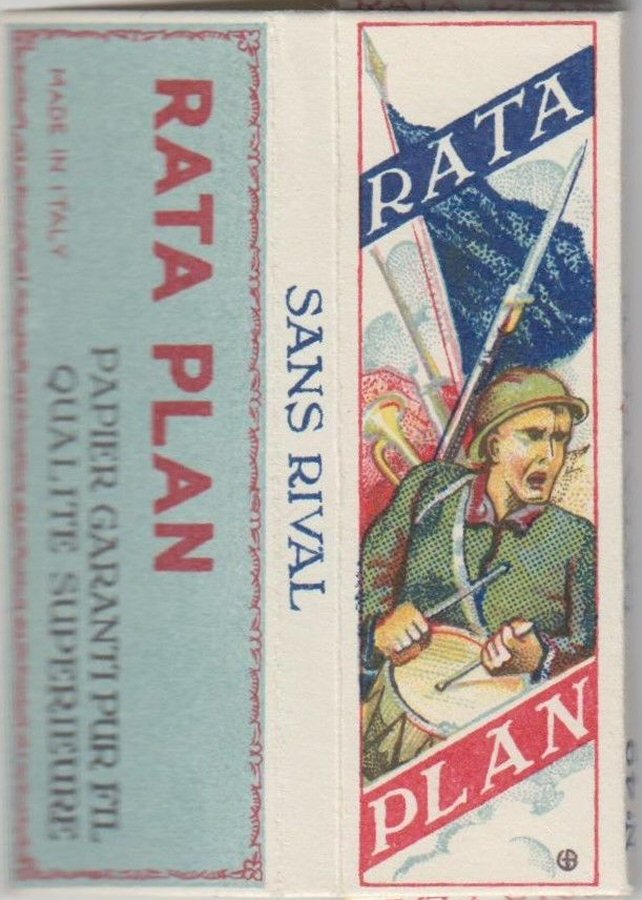 RATA
PLAN
SANS RIVAL
RATA PLAN
PAPIER GARANTI PUR FIL
QUALITE SUPERIEURE
MADE IN ITALY